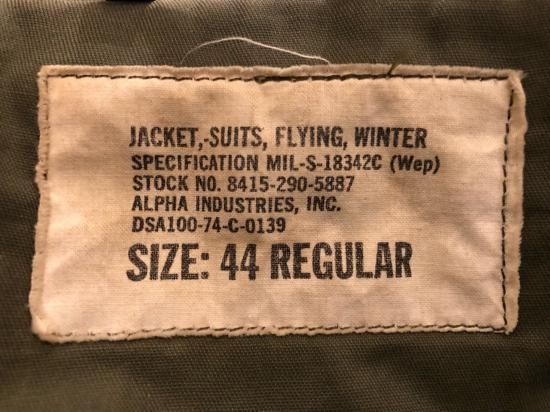 JACKET,-SUITS, FLYING, WINTER
SPECIFICATION MIL-S-18342C (Wep)
STOCK NO. 8415-290-5887
ALPHA INDUSTRIES, INC.
DSA100-74-C-0139
SIZE: 44 REGULAR